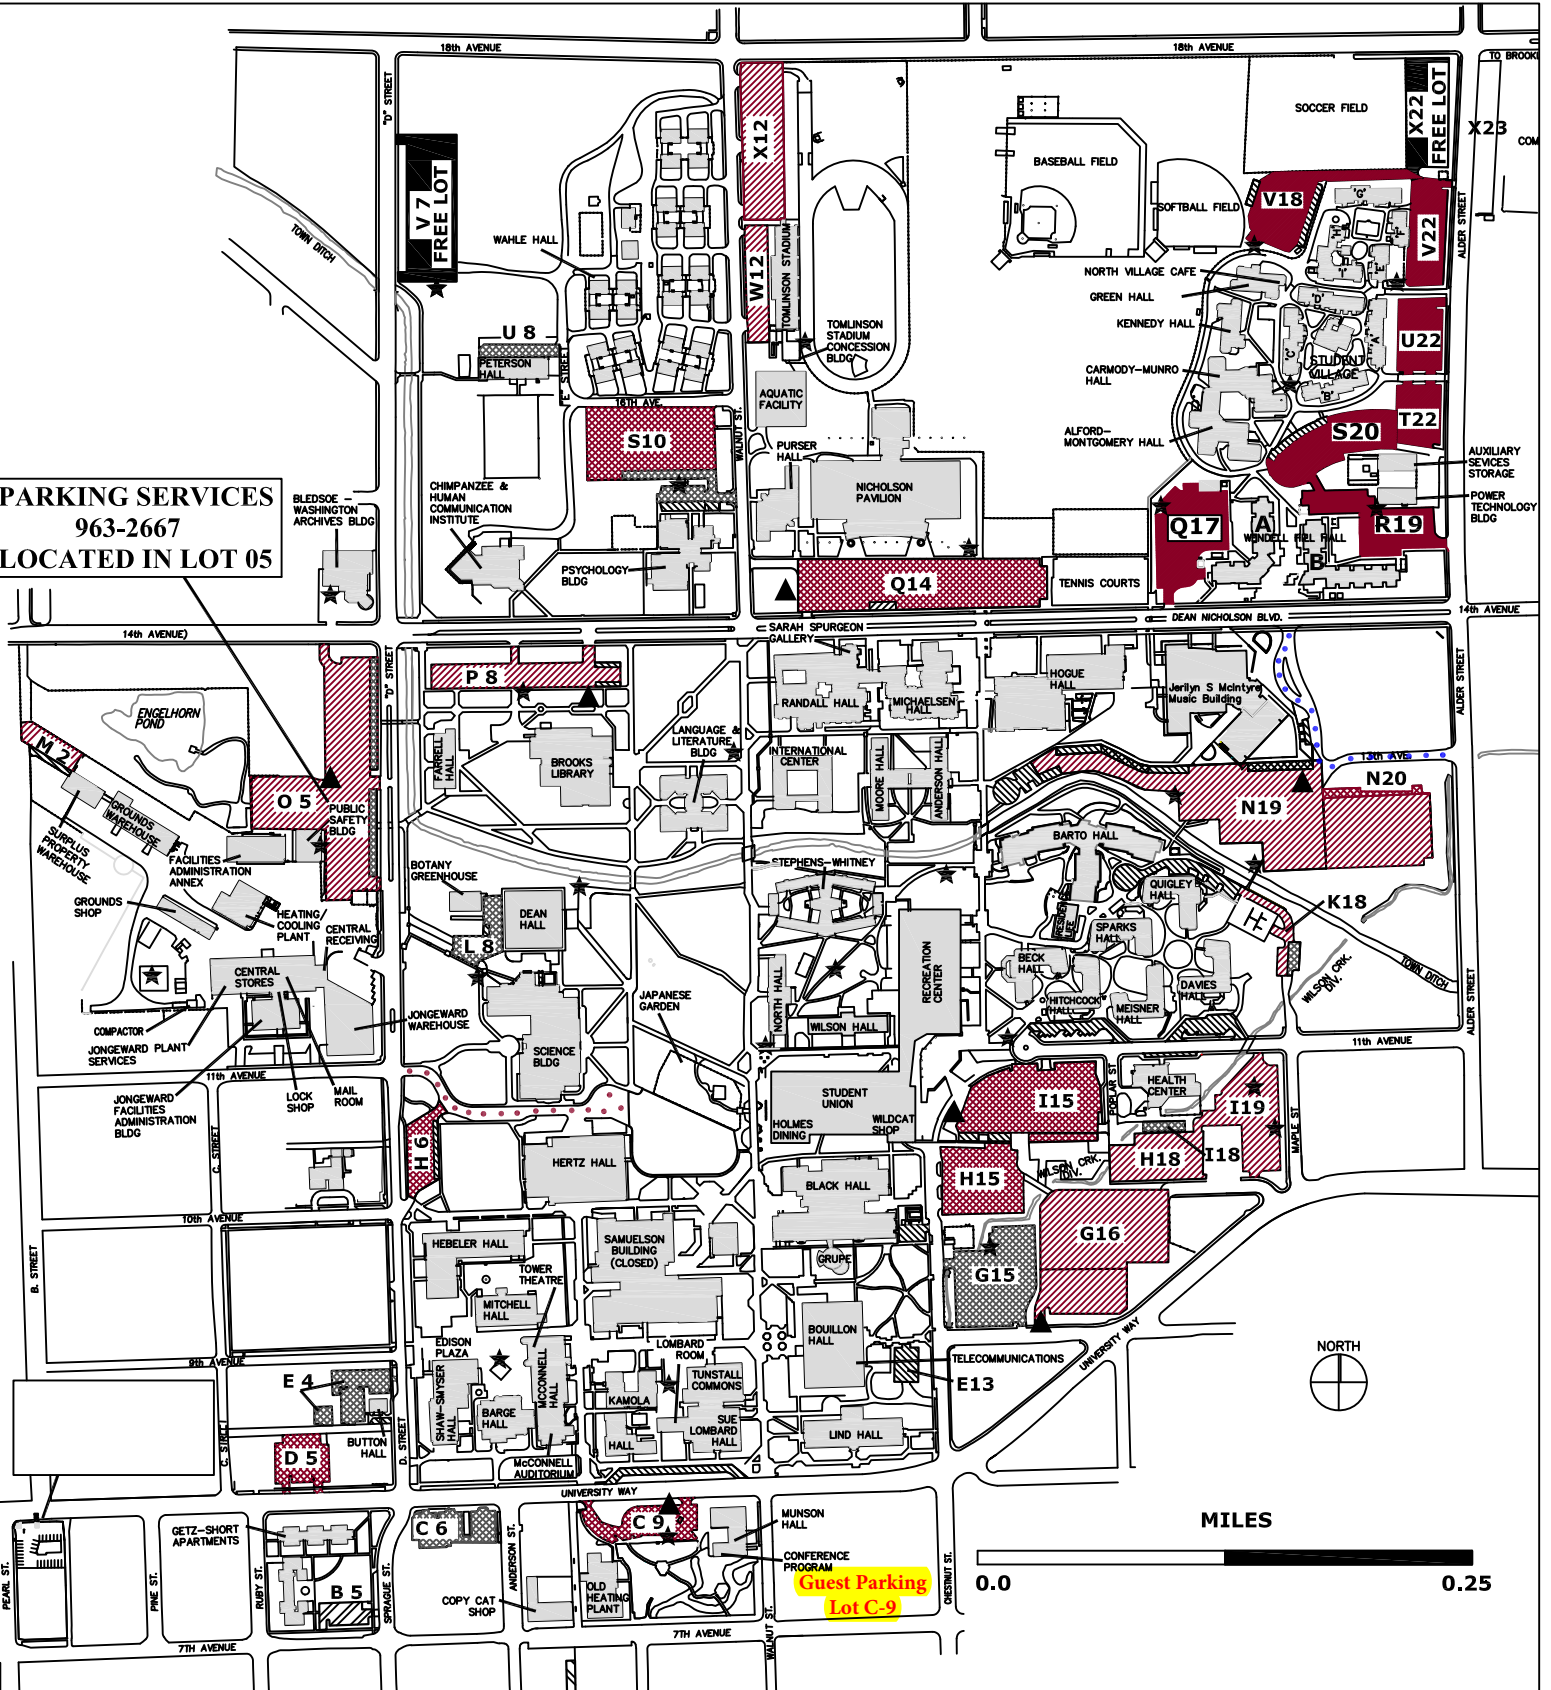 18th AVENUE
18th AVENUE
TO BROOKL
"D" STREET
SOCCER FIELD
X22
FREE LOT
X23
COM
X12
V 7
FREE LOT
BASEBALL FIELD
V18
"G"
"H"
"F"
"I"
"E"
V22
ALDER STREET
SOFTBALL FIELD
TOWN DITCH
WAHLE HALL
W12
TOMLINSON STADIUM
NORTH VILLAGE CAFE
GREEN HALL
"D"
KENNEDY HALL
U 8
PETERSON
HALL
"E" STREET
TOMLINSON
STADIUM
CONCESSION
BLDG
"C"
"A"
STUDENT
VILLAGE
U22
CARMODY-MUNRO
HALL
"B"
16TH AVE.
AQUATIC
FACILITY
S10
WALNUT ST.
ALFORD-
MONTGOMERY HALL
S20
T22
PURSER
HALL
AUXILIARY
SEVICES
STORAGE
PARKING SERVICES
963-2667
LOCATED IN LOT 05
BLEDSOE -
WASHINGTON
ARCHIVES BLDG
CHIMPANZEE &
HUMAN
COMMUNICATION
INSTITUTE
NICHOLSON
PAVILION
POWER
TECHNOLOGY
BLDG
Q17
A
WENDELL HILL HALL
B
R19
PSYCHOLOGY
BLDG
Q14
TENNIS COURTS
14th AVENUE)
SARAH SPURGEON
GALLERY
DEAN NICHOLSON BLVD.
14th AVENUE
"D" STREET
P 8
HOGUE
HALL
Jerilyn S McIntyre
Music Building
ALDER STREET
RANDALL HALL
MICHAELSEN
HALL
ENGELHORN
POND
M 2
LANGUAGE &
LITERATURE
BLDG
INTERNATIONAL
CENTER
MOORE HALL
ANDERSON HALL
13th AVE.
FARRELL
HALL
BROOKS
LIBRARY
N20
N19
O 5
PUBLIC
SAFETY
BLDG
GROUNDS
WAREHOUSE
SURPLUS
PROPERTY
WAREHOUSE
FACILITIES
ADMINISTRATION
ANNEX
BARTO HALL
BOTANY
GREENHOUSE
STEPHENS-WHITNEY
QUIGLEY
HALL
GROUNDS
SHOP
HEATING/
COOLING
PLANT
CENTRAL
RECEIVING
DEAN
HALL
L 8
RESIDENT
LIFE
SPARKS
HALL
K18
RECREATION
CENTER
BECK
HALL
CENTRAL
STORES
NORTH HALL
TOWN DITCH
WILSON CRK.
DIV.
DAVIES
HALL
HITCHCOCK
HALL
MEISNER
HALL
COMPACTOR
JONGEWARD
WAREHOUSE
JAPANESE
GARDEN
WILSON HALL
ALDER STREET
JONGEWARD PLANT
SERVICES
SCIENCE
BLDG
11th AVENUE
11th AVENUE
LOCK
SHOP
MAIL
ROOM
JONGEWARD
FACILITIES
ADMINISTRATION
BLDG
STUDENT
UNION
HOLMES
DINING
WILDCAT
SHOP
I15
POPLAR ST
HEALTH
CENTER
I19
MAPLE ST
C. STREET
H 6
HERTZ HALL
WILSON CRK.
DIV.
H18
I18
H15
BLACK HALL
10th AVENUE
B. STREET
HEBELER HALL
SAMUELSON
BUILDING
(CLOSED)
GRUPE
G16
G15
TOWER
THEATRE
MITCHELL
HALL
BOUILLON
HALL
EDISON
PLAZA
LOMBARD
ROOM
TELECOMMUNICATIONS
UNIVERSITY WAY
NORTH
9th AVENUE
E 4
SHAW-SMYSER
HALL
MCCONNELL
HALL
KAMOLA
HALL
TUNSTALL
COMMONS
E13
BARGE
HALL
SUE
LOMBARD
HALL
LIND HALL
C. STREET
D. STREET
BUTTON
HALL
D 5
McCONNELL
AUDITORIUM
UNIVERSITY WAY
GETZ-SHORT
APARTMENTS
C 6
ANDERSON ST.
C 9
MUNSON
HALL
MILES
CONFERENCE
PROGRAM
Guest Parking
Lot C-9
0.0
0.25
PEARL ST.
PINE ST.
RUBY ST.
B 5
SPRAGUE ST.
COPY CAT
SHOP
OLD
HEATING
PLANT
CHESTNUT ST.
WALNUT ST.
7TH AVENUE
7TH AVENUE